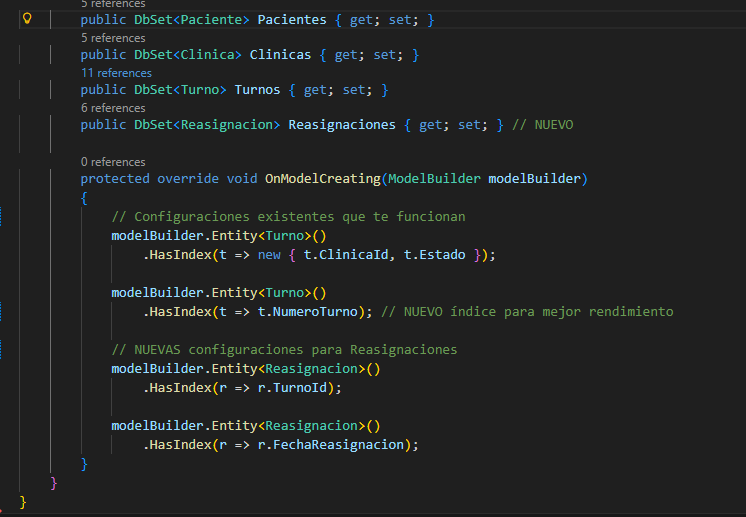 5 references
public DbSet<Paciente> Pacientes { get; set; }
5 references
public DbSet<Clinica> Clinicas { get; set; }
11 references
public DbSet<Turno> Turnos { get; set; }
6 references
public DbSet<Reasignacion> Reasignaciones { get; set; } // NUEVO
0 references
protected override void OnModelCreating(ModelBuilder modelBuilder)
{
// Configuraciones existentes que te funcionan
modelBuilder.Entity<Turno>()
.HasIndex(t => new { t.ClinicaId, t.Estado });
modelBuilder.Entity<Turno>()
.HasIndex(t => t.NumeroTurno); // NUEVO índice para mejor rendimiento
// NUEVAS configuraciones para Reasignaciones
modelBuilder.Entity<Reasignacion>()
.HasIndex(r => r.TurnoId);
modelBuilder.Entity<Reasignacion>()
.HasIndex(r => r.FechaReasignacion);
}
}
}